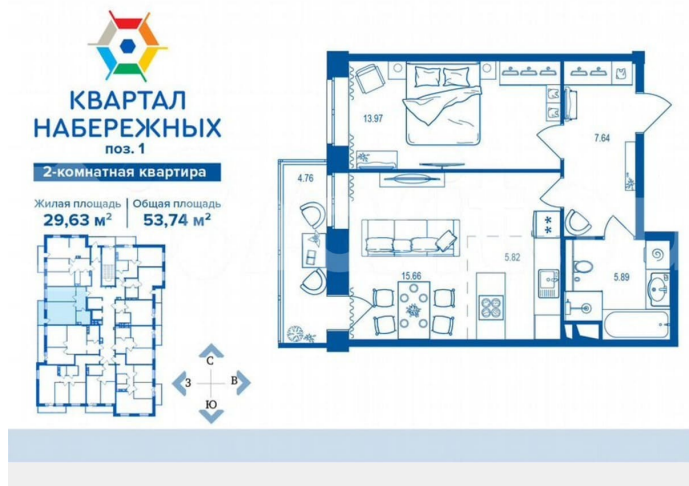 КВАРТАЛ
НАБЕРЕЖНЫХ
поз. 1
2-комнатная квартира
Жилая площадь
29,63 м²
Общая площадь
53,74 м²
13.97
7.64
4.76
5.82
15.66
5.89
С
З
В
Ю